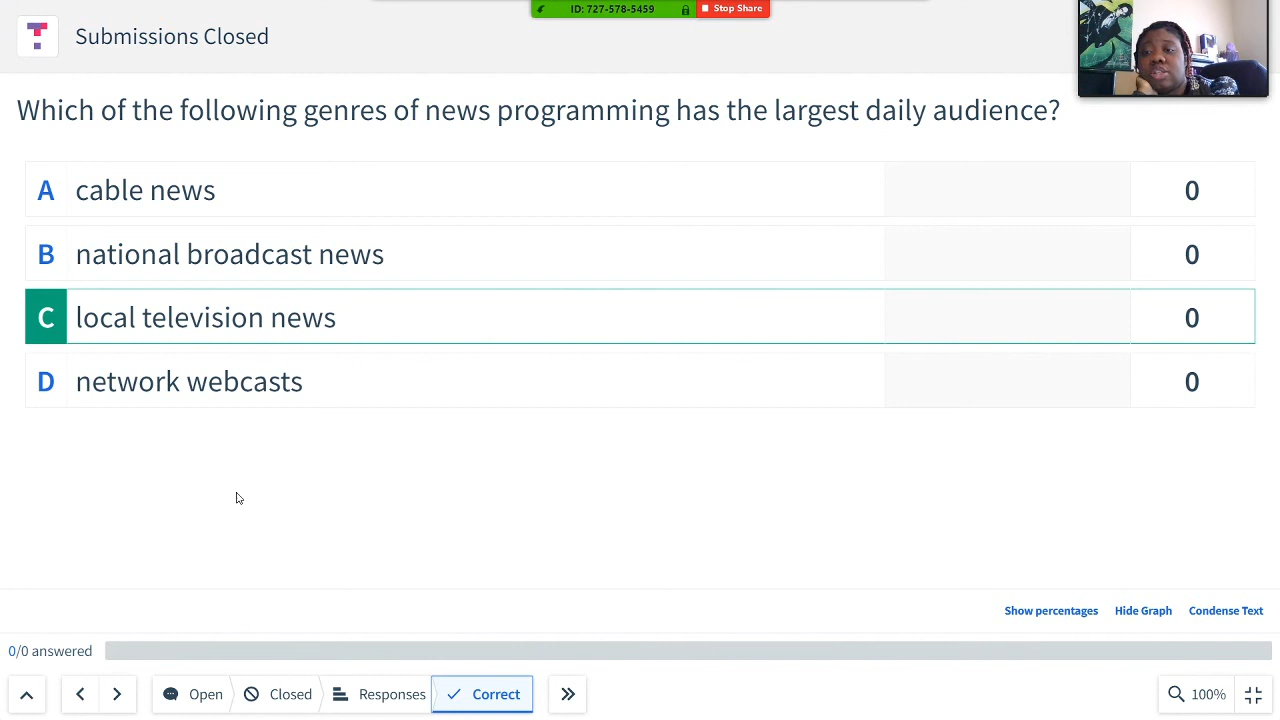 ID: 727-578-5459
Stop Share
Submissions Closed
Which of the following genres of news programming has the largest daily audience?
A cable news 0
B national broadcast news 0
C local television news 0
D network webcasts 0
Show percentages Hide Graph Condense Text
0/0 answered
Open Closed Responses Correct 100%